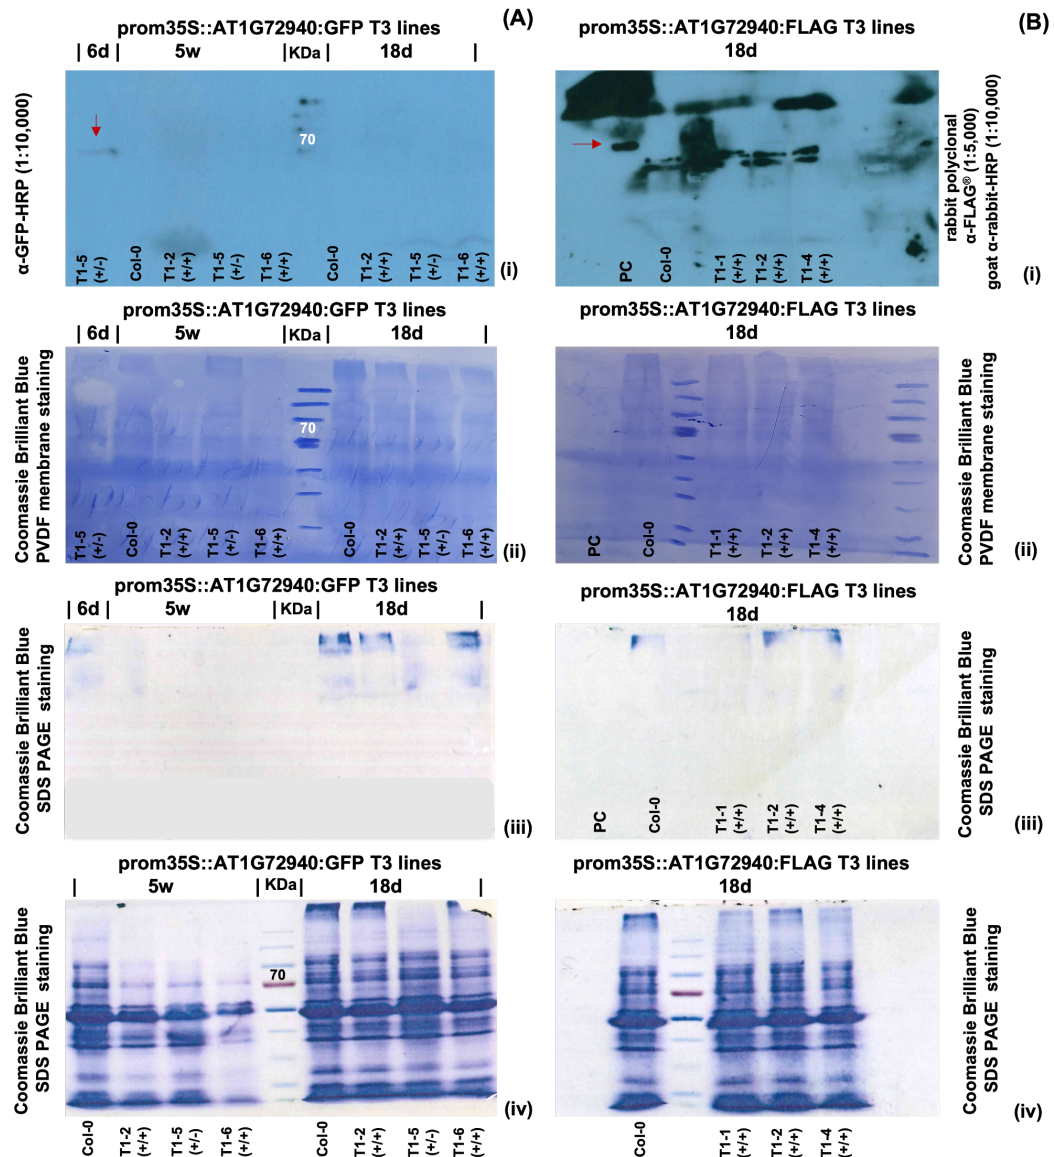 (A)
prom35S::AT1G72940:GFP T3 lines
| 6d | 5w | KDa | 18d |
α-GFP-HRP (1:10,000)
70
T1-5 (+/-)
Col-0
T1-2 (+/+)
T1-5 (+/-)
T1-6 (+/+)
Col-0
T1-2 (+/+)
T1-5 (+/-)
T1-6 (+/+)
(i)
prom35S::AT1G72940:GFP T3 lines
| 6d | 5w | KDa | 18d |
Coomassie Brilliant Blue
PVDF membrane staining
70
T1-5 (+/-)
Col-0
T1-2 (+/+)
T1-5 (+/-)
T1-6 (+/+)
Col-0
T1-2 (+/+)
T1-5 (+/-)
T1-6 (+/+)
(ii)
prom35S::AT1G72940:GFP T3 lines
| 6d | 5w | KDa | 18d |
Coomassie Brilliant Blue
SDS PAGE staining
(iii)
prom35S::AT1G72940:GFP T3 lines
| 5w | KDa | 18d |
Coomassie Brilliant Blue
SDS PAGE staining
70
Col-0
T1-2 (+/+)
T1-5 (+/-)
T1-6 (+/+)
Col-0
T1-2 (+/+)
T1-5 (+/-)
T1-6 (+/+)
(iv)
(B)
prom35S::AT1G72940:FLAG T3 lines
18d
rabbit polyclonal
α-FLAG® (1:5,000)
goat α-rabbit-HRP (1:10,000)
PC
Col-0
T1-1 (+/+)
T1-2 (+/+)
T1-4 (+/+)
(i)
prom35S::AT1G72940:FLAG T3 lines
18d
Coomassie Brilliant Blue
PVDF membrane staining
PC
Col-0
T1-1 (+/+)
T1-2 (+/+)
T1-4 (+/+)
(ii)
prom35S::AT1G72940:FLAG T3 lines
18d
Coomassie Brilliant Blue
SDS PAGE staining
PC
Col-0
T1-1 (+/+)
T1-2 (+/+)
T1-4 (+/+)
(iii)
prom35S::AT1G72940:FLAG T3 lines
18d
Coomassie Brilliant Blue
SDS PAGE staining
Col-0
T1-1 (+/+)
T1-2 (+/+)
T1-4 (+/+)
(iv)